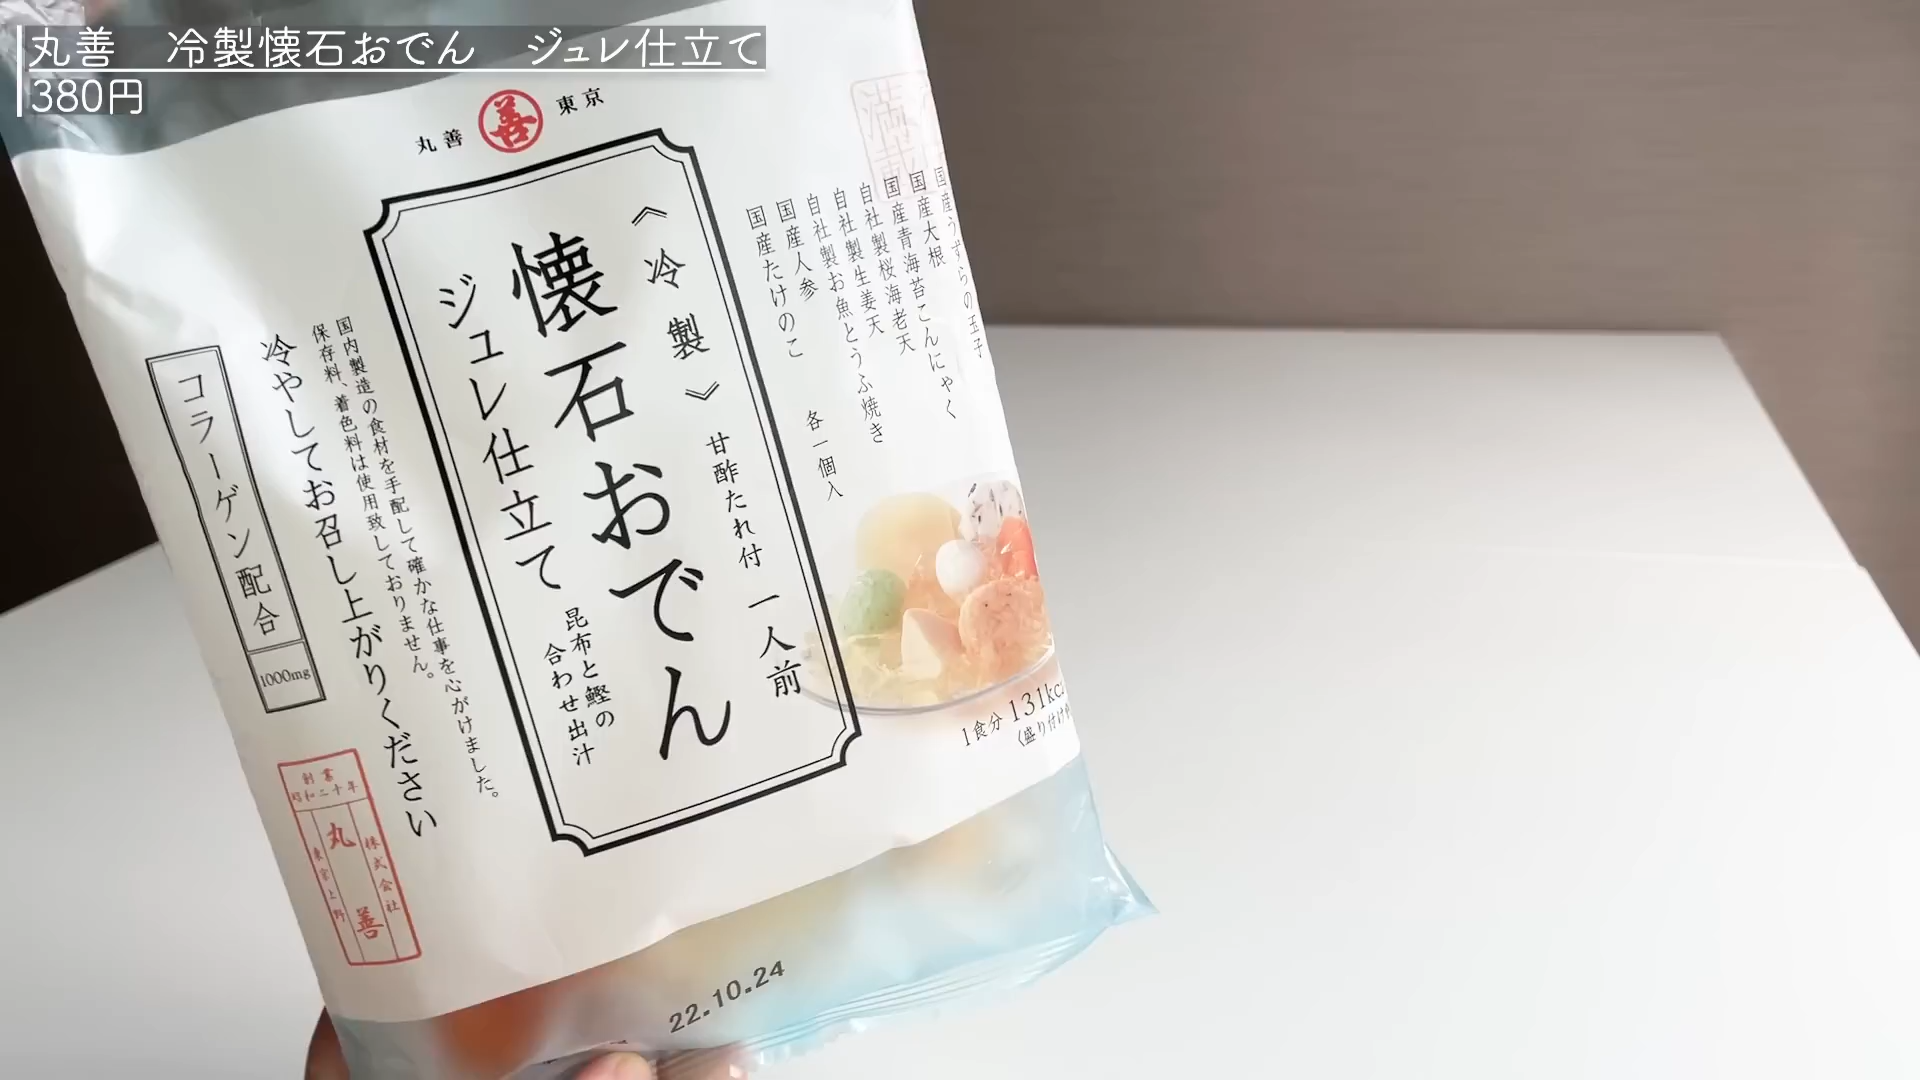 丸善　冷製懐石おでん　ジュレ仕立て
380円
丸善 善 東京
満載
国産うずらの玉子
国産大根
国産青海苔こんにゃく
自社製桜海老天
自社製生姜天
自社製お魚とうふ焼き
国産人参
国産たけのこ
各一個入
《冷製》
甘酢たれ付 一人前
懐石おでん
ジュレ仕立て
昆布と鰹の
合わせ出汁
国内製造の食材を手配して確かな仕事を心がけました。
保存料、着色料は使用致しておりません。
冷やしてお召し上がりください
コラーゲン配合
1000mg
創業
昭和二十年
株式会社
丸善
東京上野
1食分 131kc
〈盛り付け
22.10.24